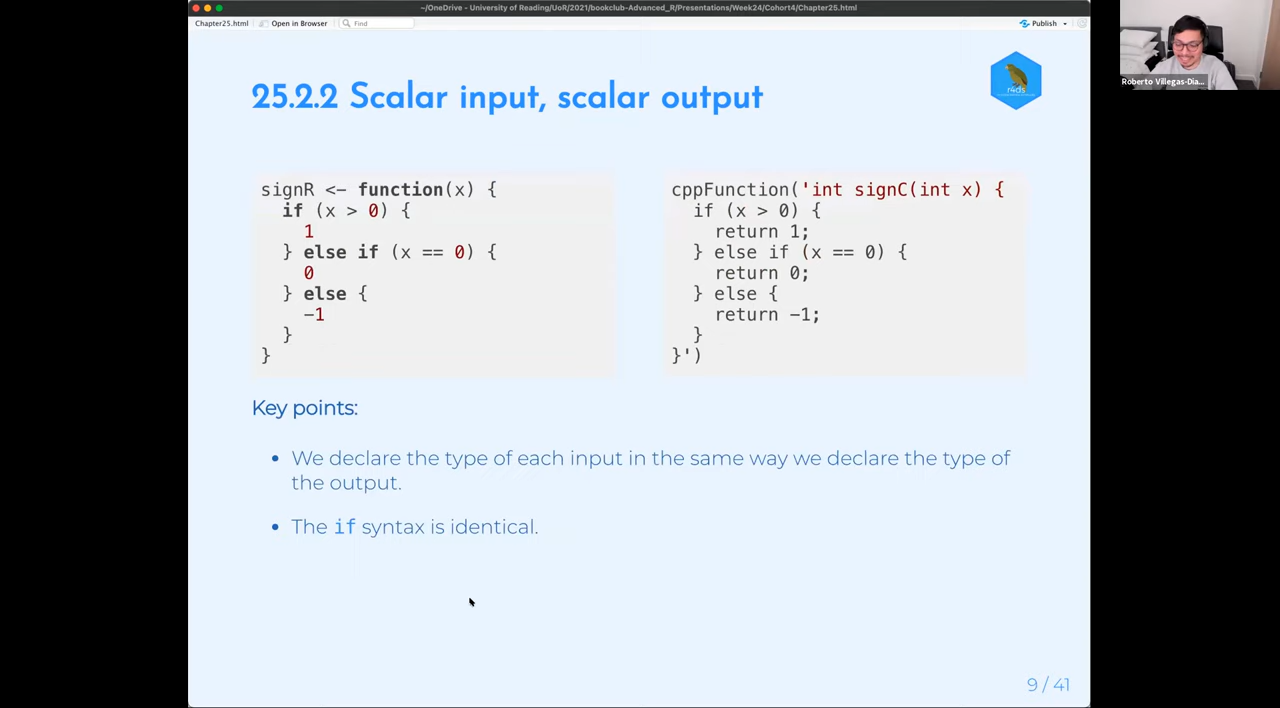 ~/OneDrive - University of Reading/UoR/2021/bookclub-Advanced_R/Presentations/Week24/Cohort4/Chapter25.html
Chapter25.html
Open in Browser
Find
Publish
Roberto Villegas-Dia...
25.2.2 Scalar input, scalar output
r4ds
signR <- function(x) {
if (x > 0) {
1
} else if (x == 0) {
0
} else {
-1
}
}
cppFunction('int signC(int x) {
if (x > 0) {
return 1;
} else if (x == 0) {
return 0;
} else {
return -1;
}
}')
Key points:
• We declare the type of each input in the same way we declare the type of
the output.
• The if syntax is identical.
9 / 41